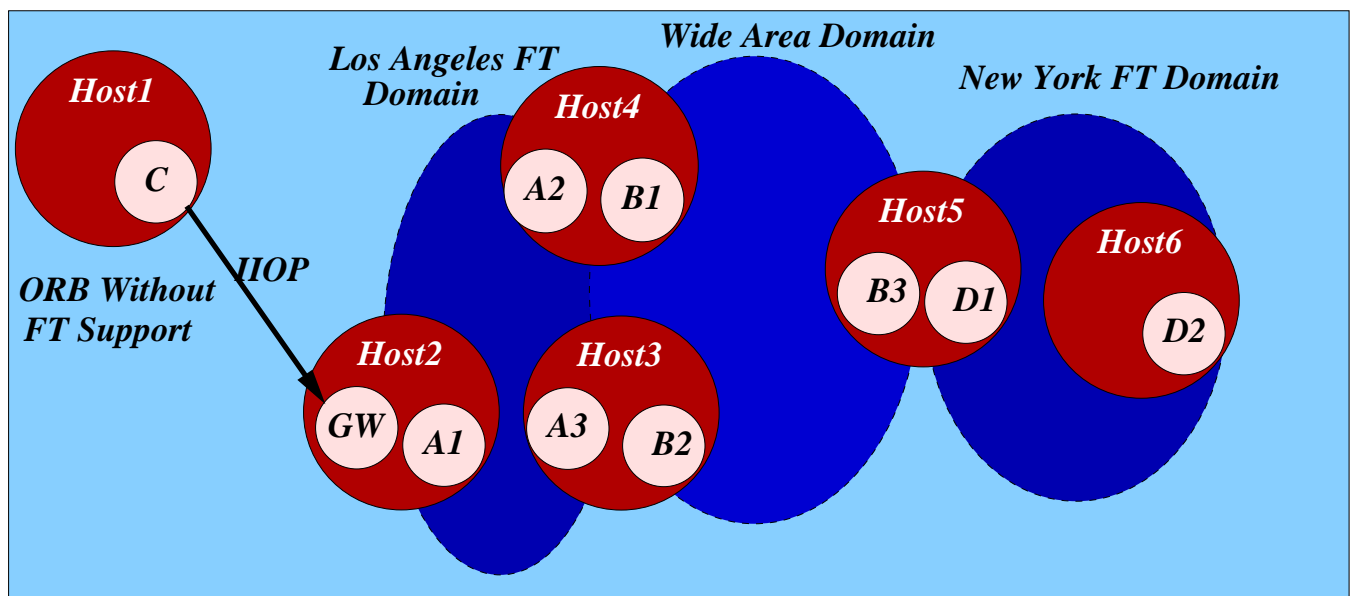 Wide Area Domain
Los Angeles FT
Domain
New York FT Domain
Host1
C
Host4
A2
B1
Host5
B3
D1
Host6
D2
IIOP
ORB Without
FT Support
Host2
GW
A1
Host3
A3
B2